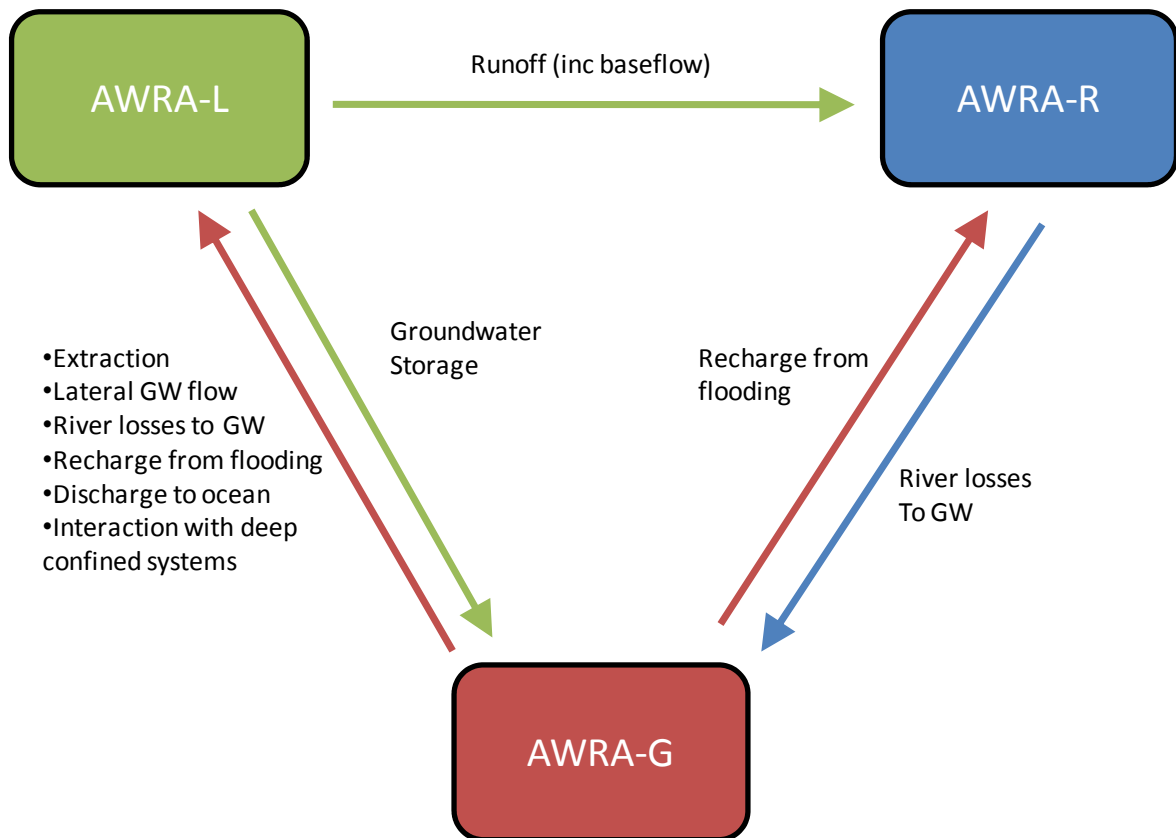 Runoff (inc baseflow)
AWRA-L
AWRA-R
Groundwater
Storage
Recharge from
flooding
•Extraction
•Lateral GW flow
•River losses to GW
•Recharge from flooding
•Discharge to ocean
•Interaction with deep
confined systems
River losses
To GW
AWRA-G